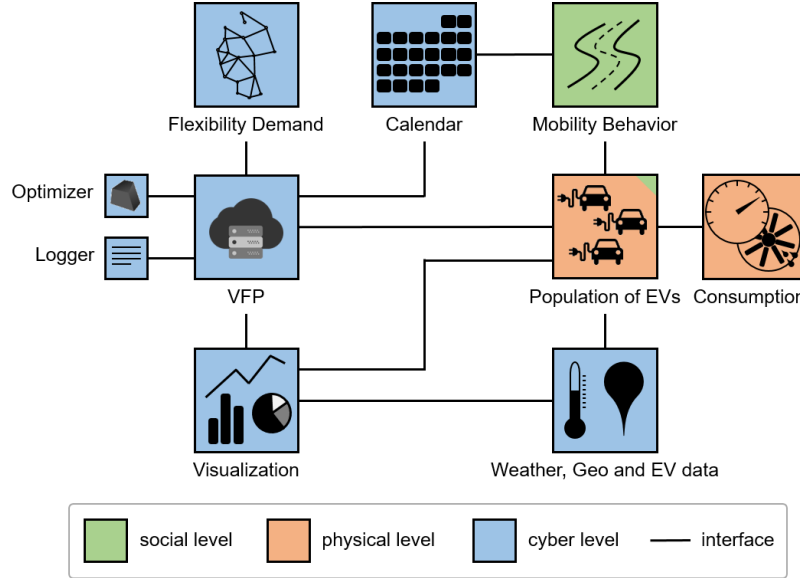 Flexibility Demand
Calendar
Mobility Behavior
Optimizer
Logger
VFP
Population of EVs
Consumption
Visualization
Weather, Geo and EV data
social level
physical level
cyber level
interface